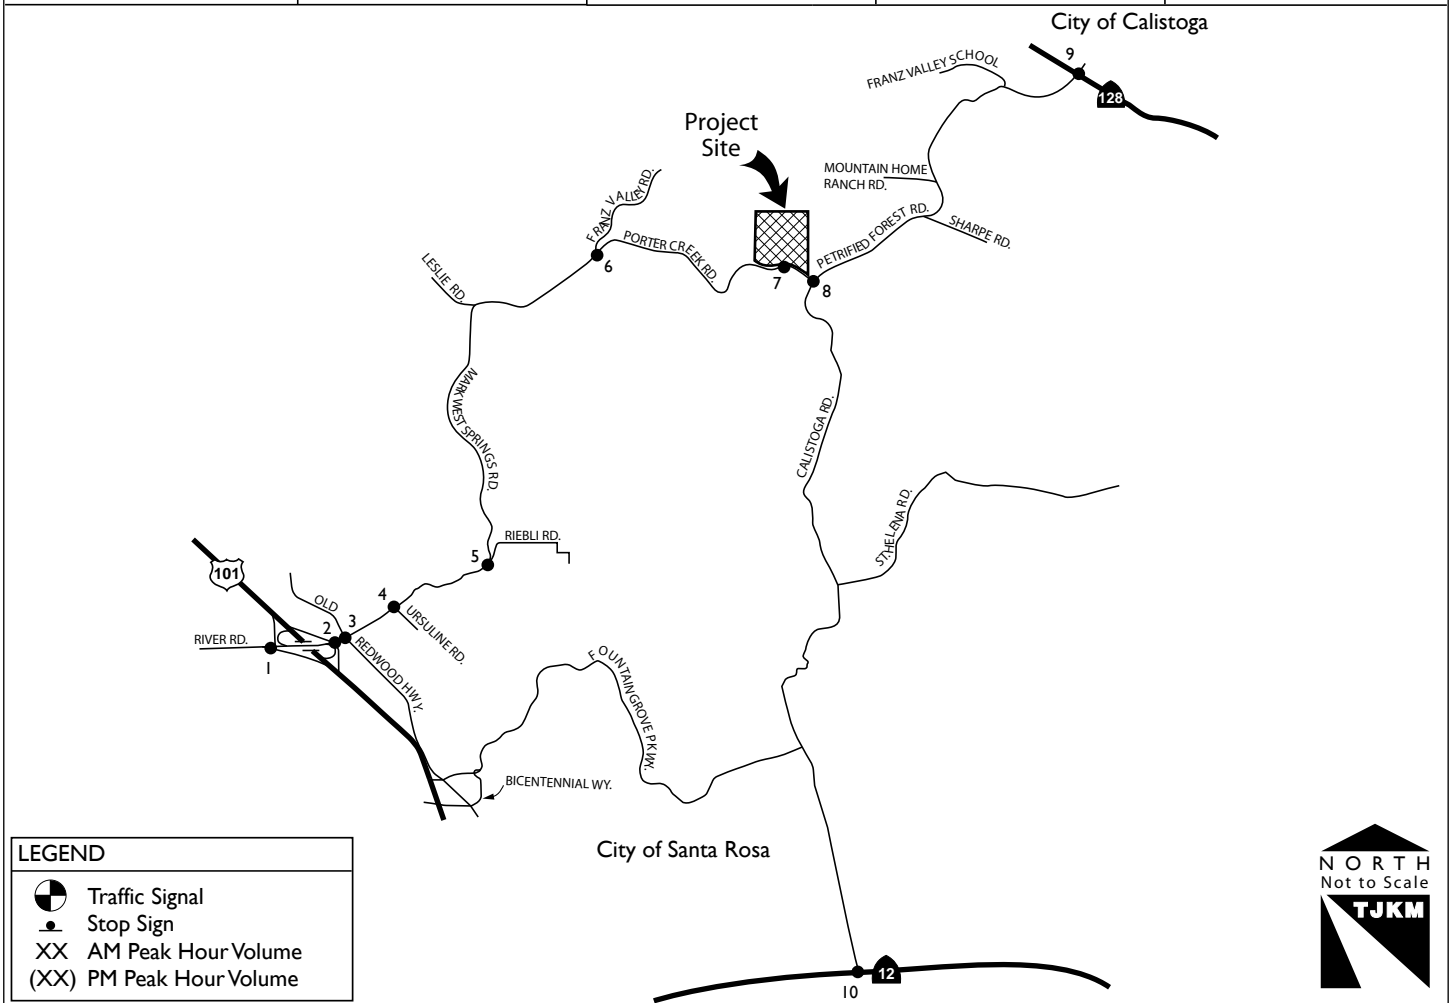 City of Calistoga
9
FRANZ VALLEY SCHOOL
128
Project
Site
MOUNTAIN HOME
RANCH RD.
FRANZ VALLEY RD.
PETRIFIED FOREST RD.
SHARPE RD.
PORTER CREEK RD.
6
LESLIE RD.
7
8
MARK WEST SPRINGS RD.
CALISTOGA RD.
ST. HELENA RD.
RIEBLI RD.
5
101
4
OLD
REDWOOD HWY.
3
2
URSULINE RD.
RIVER RD.
1
FOUNTAINGROVE PKWY.
BICENTENNIAL WY.
City of Santa Rosa
LEGEND
Traffic Signal
Stop Sign
XX AM Peak Hour Volume
(XX) PM Peak Hour Volume
NORTH
Not to Scale
TJKM
12
10